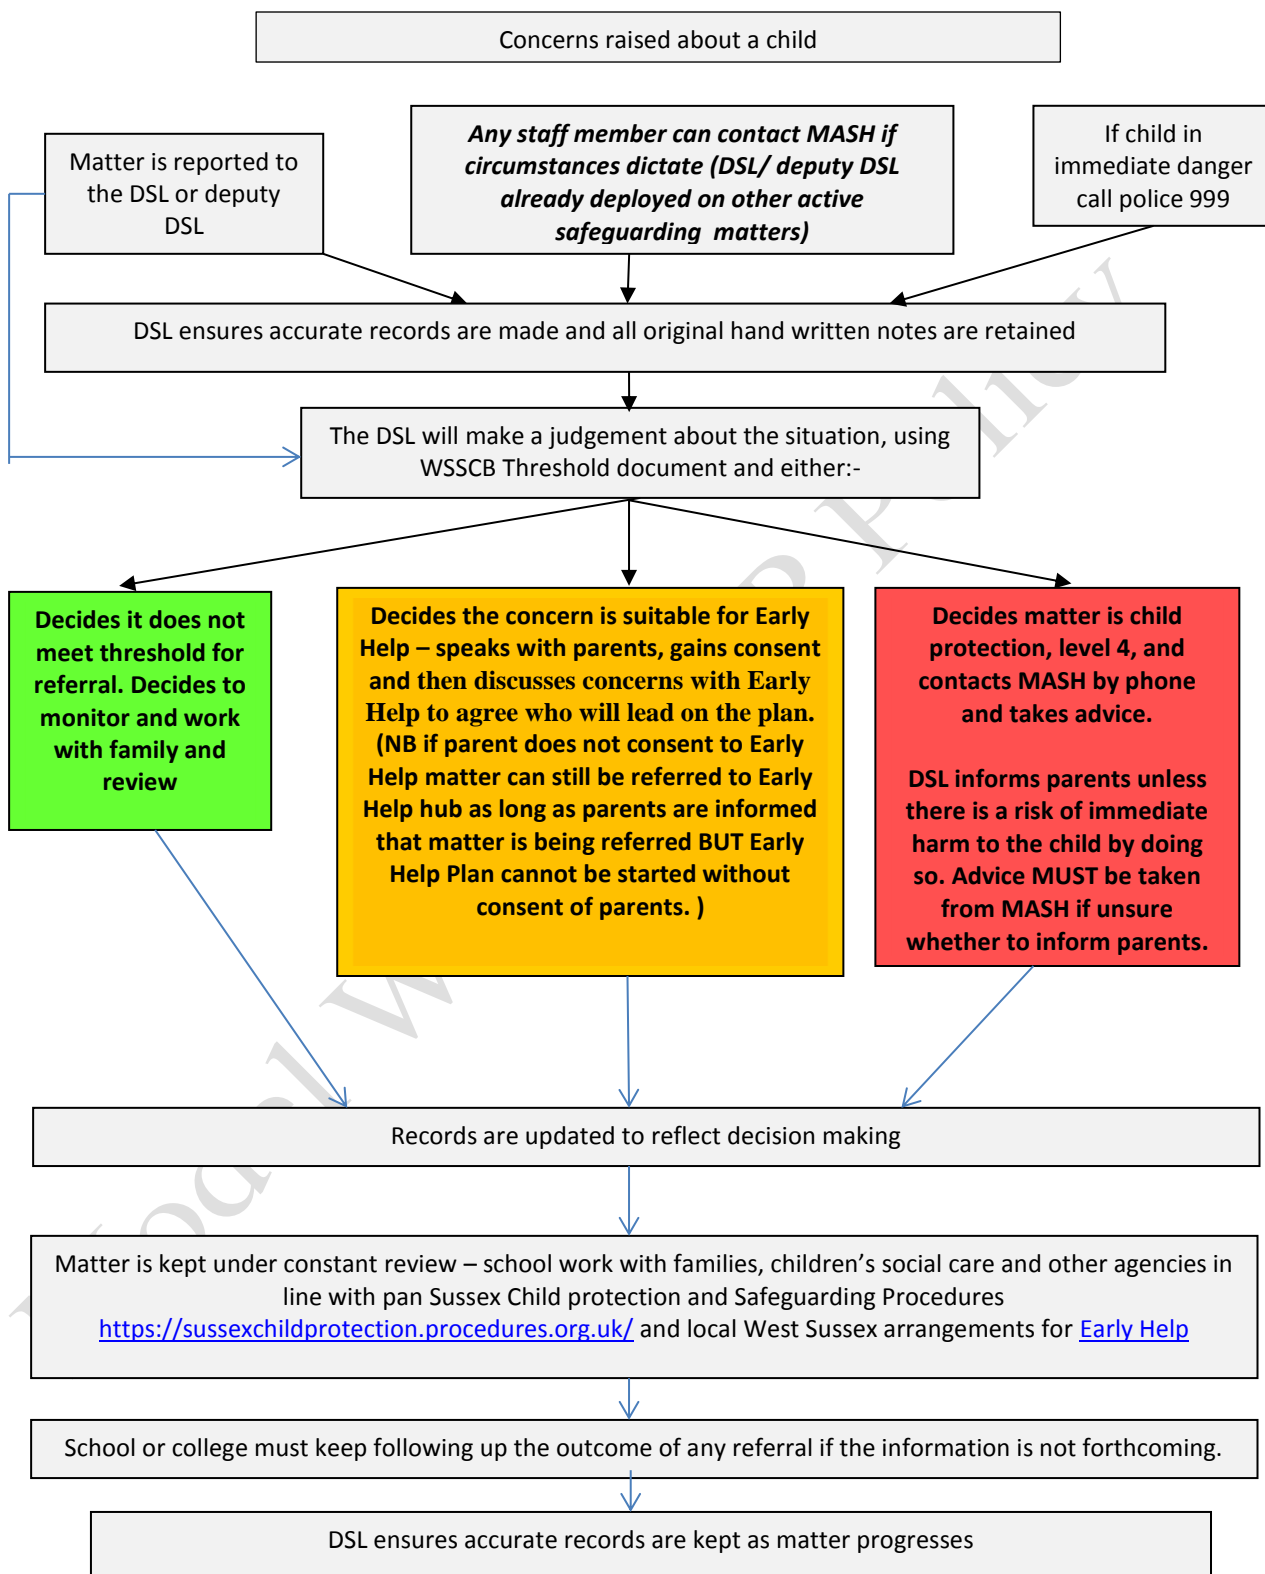 Concerns raised about a child
Matter is reported to
the DSL or deputy
DSL
Any staff member can contact MASH if
circumstances dictate (DSL/ deputy DSL
already deployed on other active
safeguarding matters)
If child in
immediate danger
call police 999
DSL ensures accurate records are made and all original hand written notes are retained
The DSL will make a judgement about the situation, using
WSSCB Threshold document and either:-
Decides it does not
meet threshold for
referral. Decides to
monitor and work
with family and
review
Decides the concern is suitable for Early
Help – speaks with parents, gains consent
and then discusses concerns with Early
Help to agree who will lead on the plan.
(NB if parent does not consent to Early
Help matter can still be referred to Early
Help hub as long as parents are informed
that matter is being referred BUT Early
Help Plan cannot be started without
consent of parents. )
Decides matter is child
protection, level 4, and
contacts MASH by phone
and takes advice.
DSL informs parents unless
there is a risk of immediate
harm to the child by doing
so. Advice MUST be taken
from MASH if unsure
whether to inform parents.
Records are updated to reflect decision making
Matter is kept under constant review – school work with families, children’s social care and other agencies in
line with pan Sussex Child protection and Safeguarding Procedures
https://sussexchildprotection.procedures.org.uk/ and local West Sussex arrangements for Early Help
School or college must keep following up the outcome of any referral if the information is not forthcoming.
DSL ensures accurate records are kept as matter progresses